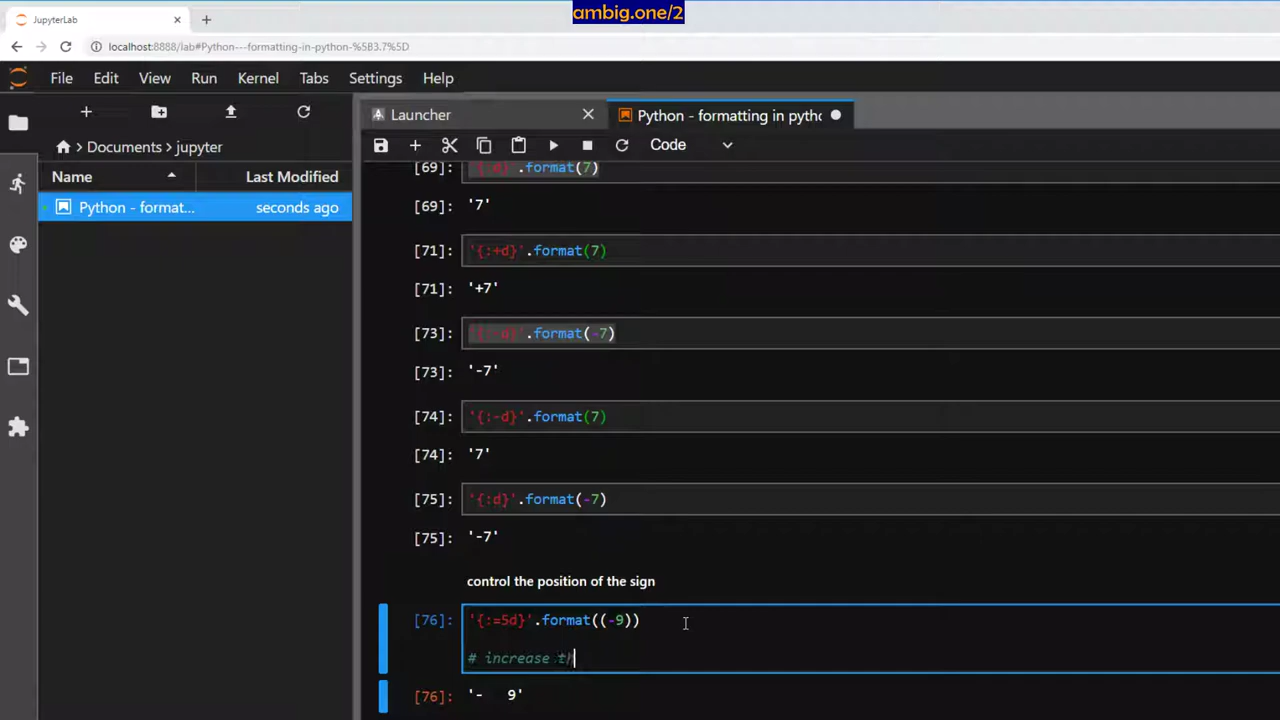 ambig.one/2
JupyterLab
localhost:8888/lab#Python---formatting-in-python-%5B3.7%5D
File Edit View Run Kernel Tabs Settings Help
Launcher
Python - formatting in pytho
Documents > jupyter
Code
Name Last Modified
Python - format... seconds ago
[69]: .format(7)
[69]: '7'
[71]: '{:+d}'.format(7)
[71]: '+7'
[73]: '{:-d}'.format(-7)
[73]: '-7'
[74]: '{:-d}'.format(7)
[74]: '7'
[75]: '{:d}'.format(-7)
[75]: '-7'
control the position of the sign
[76]: '{:=5d}'.format((-9))
# increase th
[76]: '-   9'